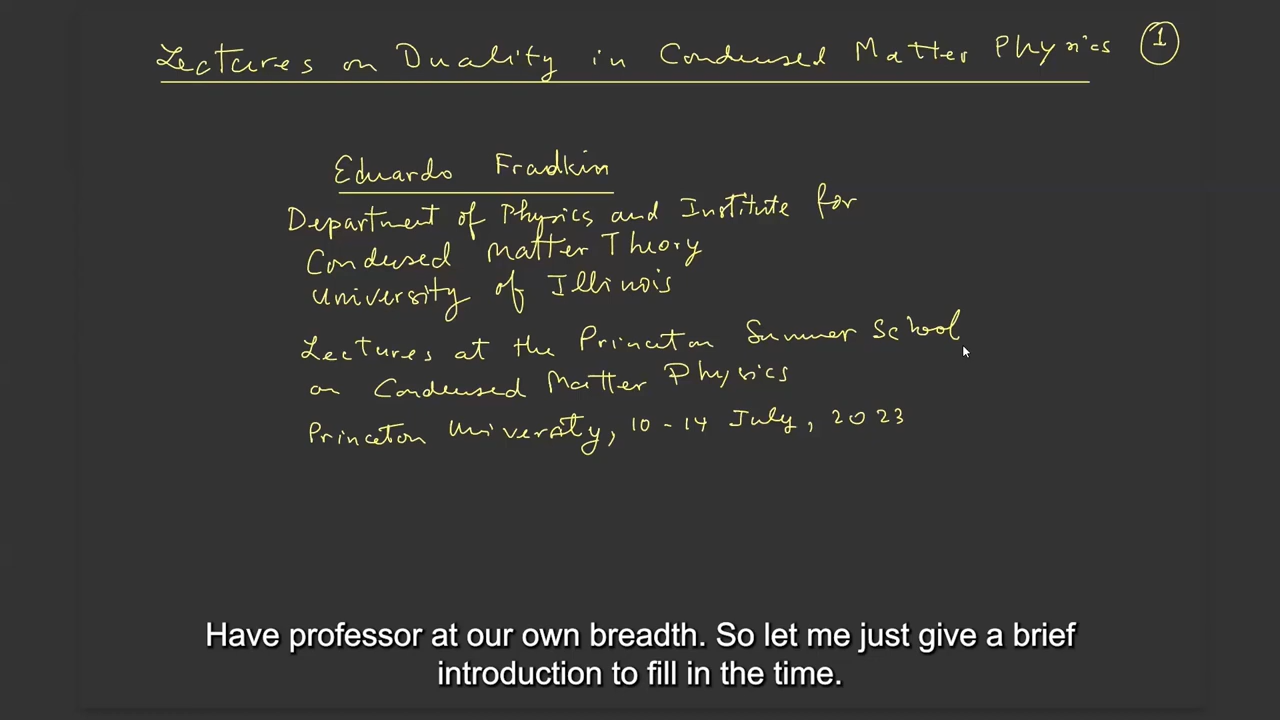 Lectures on Duality in Condensed Matter Physics 1
Eduardo Fradkin
Department of Physics and Institute for
Condensed Matter Theory
University of Illinois
Lectures at the Princeton Summer School
on Condensed Matter Physics
Princeton University, 10-14 July, 2023
Have professor at our own breadth. So let me just give a brief
introduction to fill in the time.